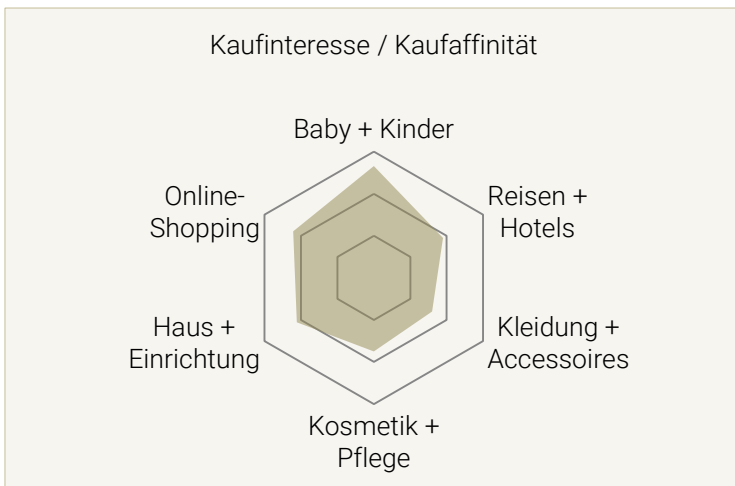 Kaufinteresse / Kaufaffinität
Baby + Kinder
Online-
Shopping
Reisen +
Hotels
Haus +
Einrichtung
Kleidung +
Accessoires
Kosmetik +
Pflege